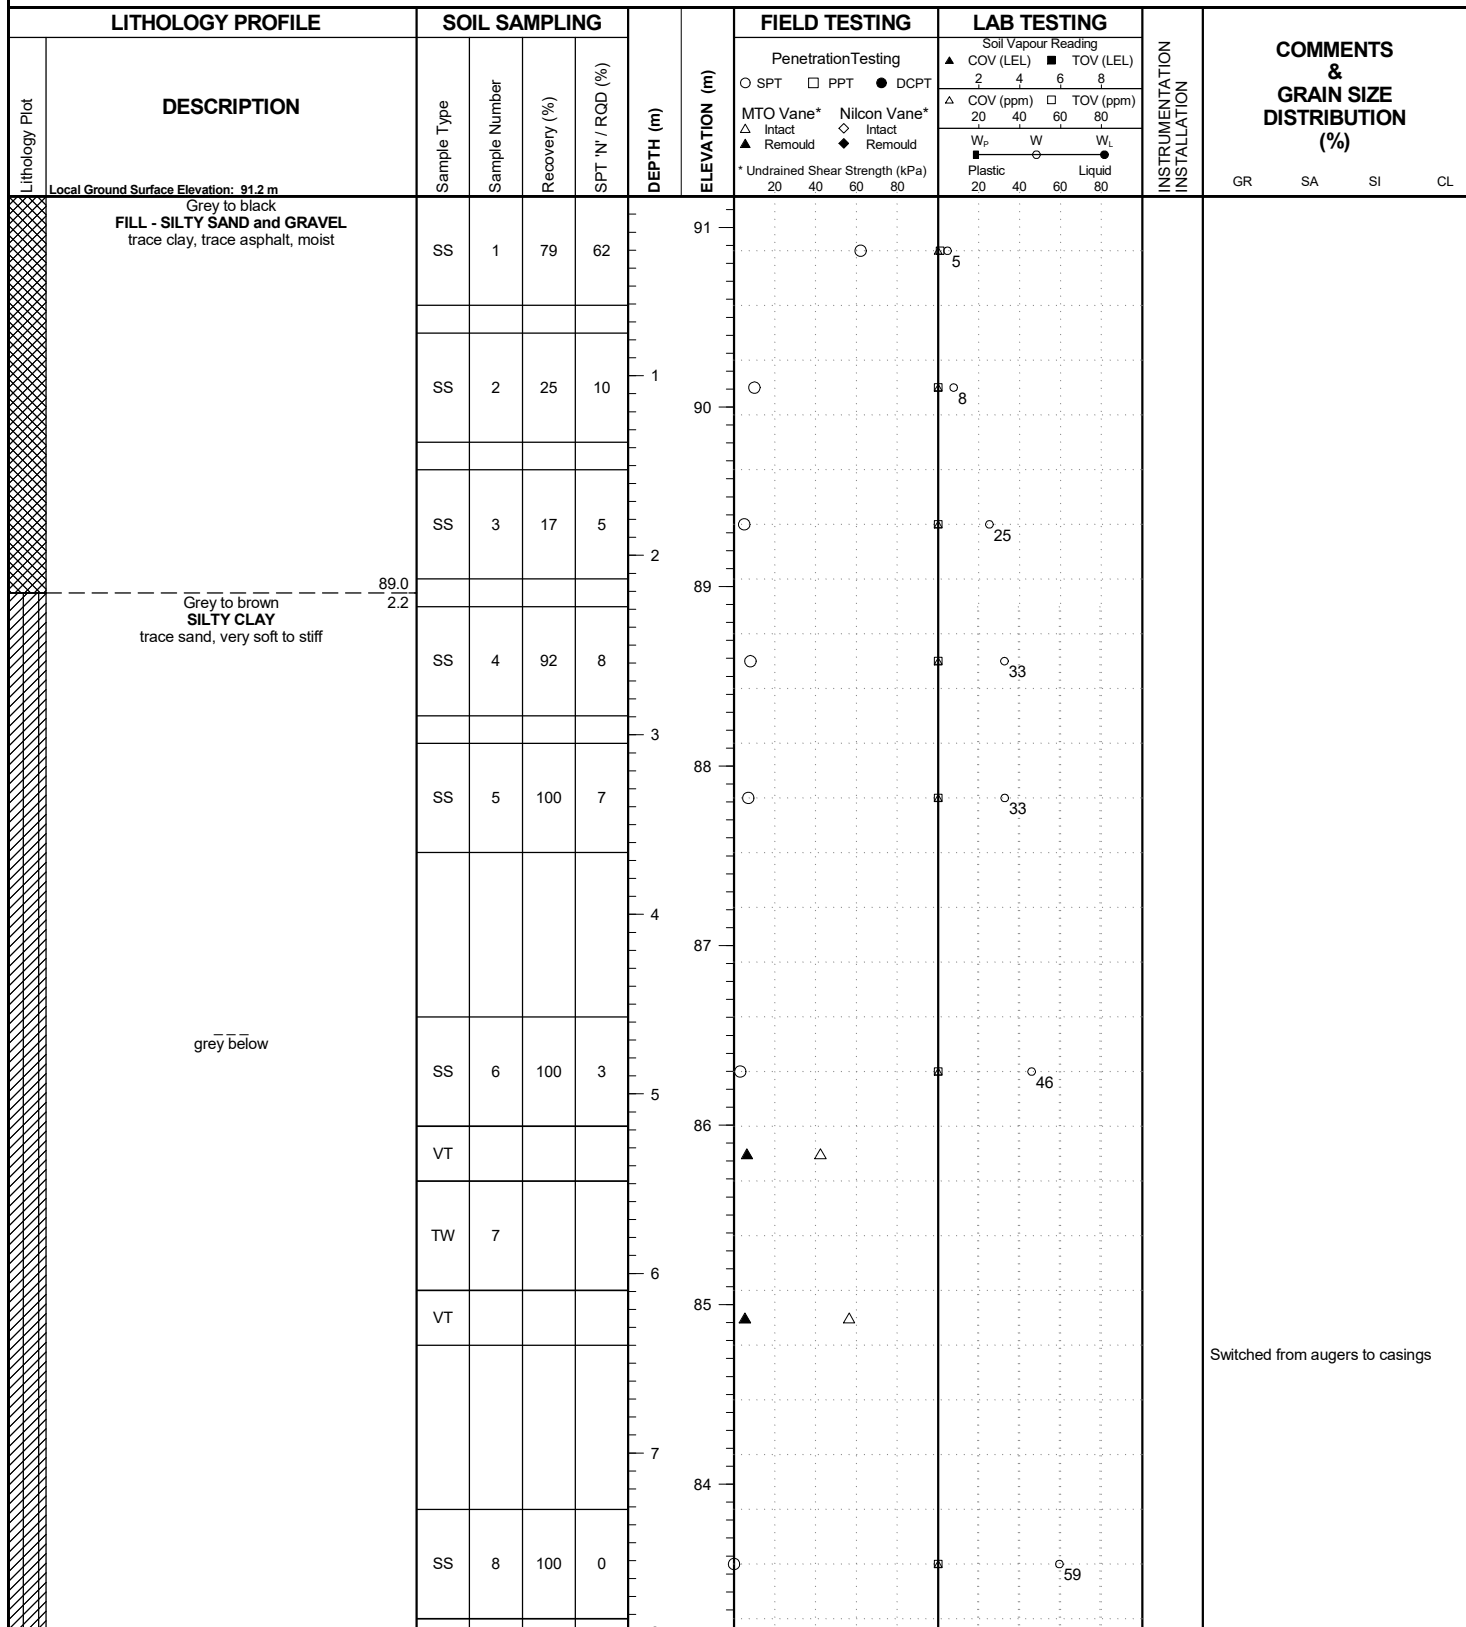 LITHOLOGY PROFILE
SOIL SAMPLING
FIELD TESTING
LAB TESTING
Lithology Plot
DESCRIPTION
Local Ground Surface Elevation: 91.2 m
Sample Type
Sample Number
Recovery (%)
SPT 'N' / RQD (%)
DEPTH (m)
ELEVATION (m)
PenetrationTesting
SPT PPT DCPT
MTO Vane* Nilcon Vane*
Intact Intact
Remould Remould
* Undrained Shear Strength (kPa)
20 40 60 80
Soil Vapour Reading
COV (LEL) TOV (LEL)
2 4 6 8
COV (ppm) TOV (ppm)
20 40 60 80
WP W WL
Plastic Liquid
20 40 60 80
INSTRUMENTATION
INSTALLATION
COMMENTS
&
GRAIN SIZE
DISTRIBUTION
(%)
GR SA SI CL
Grey to black
FILL - SILTY SAND and GRAVEL
trace clay, trace asphalt, moist
91
SS 1 79 62
5
1
SS 2 25 10
8
90
SS 3 17 5
25
2
89.0
89
2.2
Grey to brown
SILTY CLAY
trace sand, very soft to stiff
SS 4 92 8
33
3
88
SS 5 100 7
33
4
87
grey below
SS 6 100 3
46
5
86
VT
TW 7
6
85
VT
Switched from augers to casings
7
84
SS 8 100 0
59